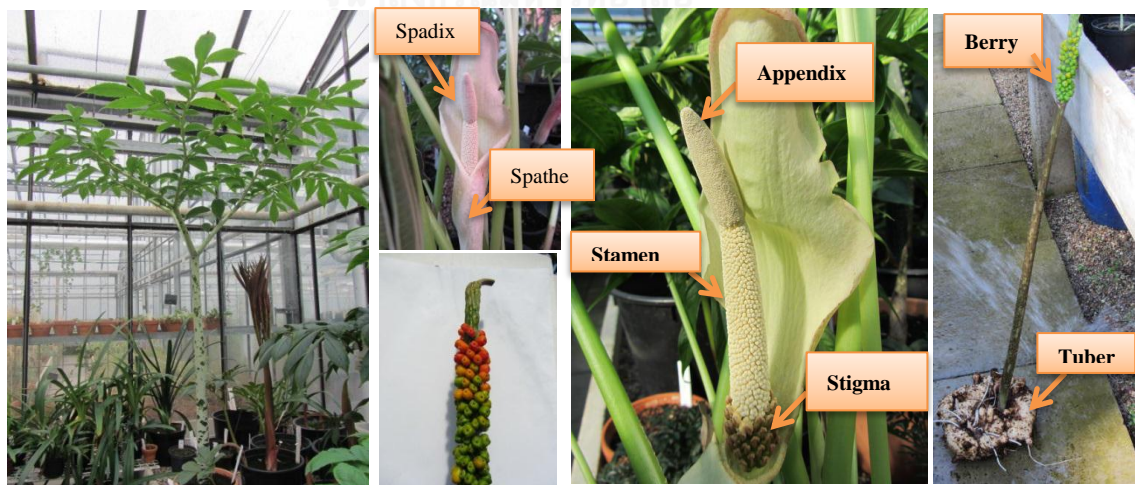 Spadix
Spathe
Appendix
Stamen
Stigma
Berry
Tuber